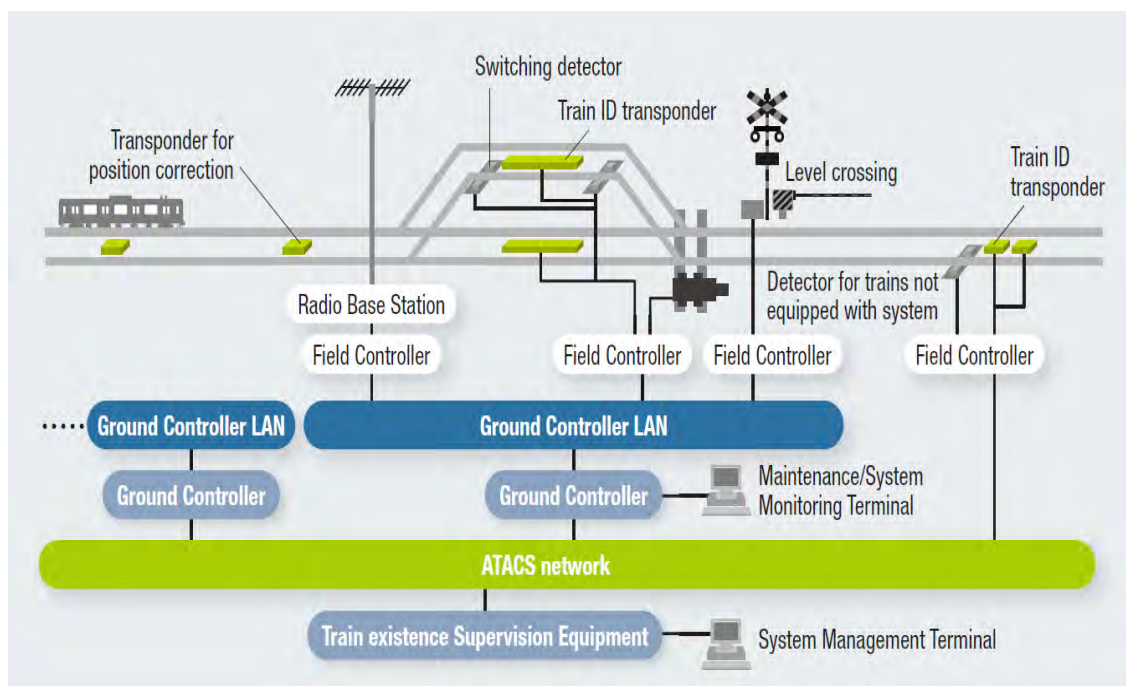 Switching detector
Train ID transponder
Transponder for
position correction
Level crossing
Train ID
transponder
Detector for trains not
equipped with system
Radio Base Station
Field Controller
Field Controller
Field Controller
Field Controller
Ground Controller LAN
Ground Controller LAN
Ground Controller
Ground Controller
Maintenance/System
Monitoring Terminal
ATACS network
Train existence Supervision Equipment
System Management Terminal